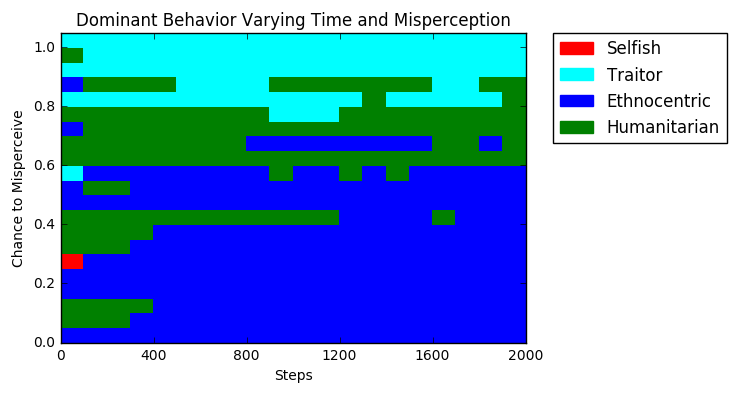 Dominant Behavior Varying Time and Misperception
1.0
0.8
0.6
0.4
0.2
0.0
Chance to Misperceive
0 400 800 1200 1600 2000
Steps
Selfish
Traitor
Ethnocentric
Humanitarian